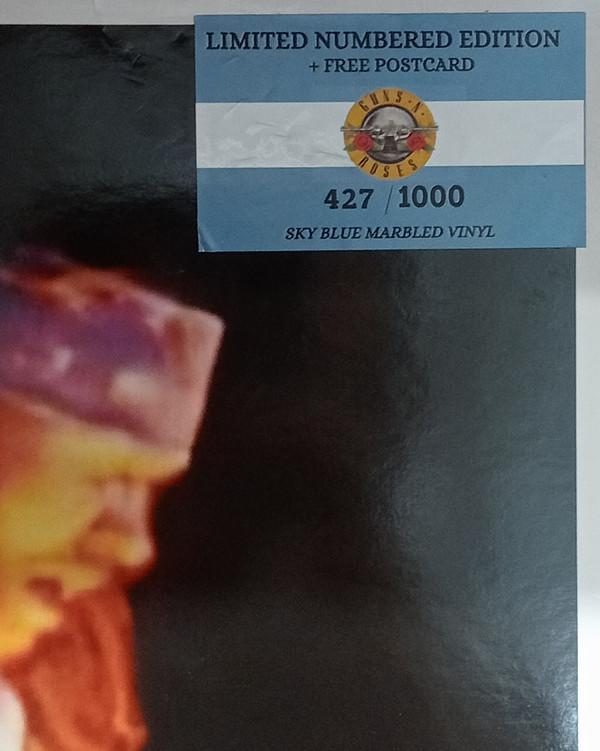 LIMITED NUMBERED EDITION
+ FREE POSTCARD
GUNS·N·
ROSES
427 / 1000
SKY BLUE MARBLED VINYL